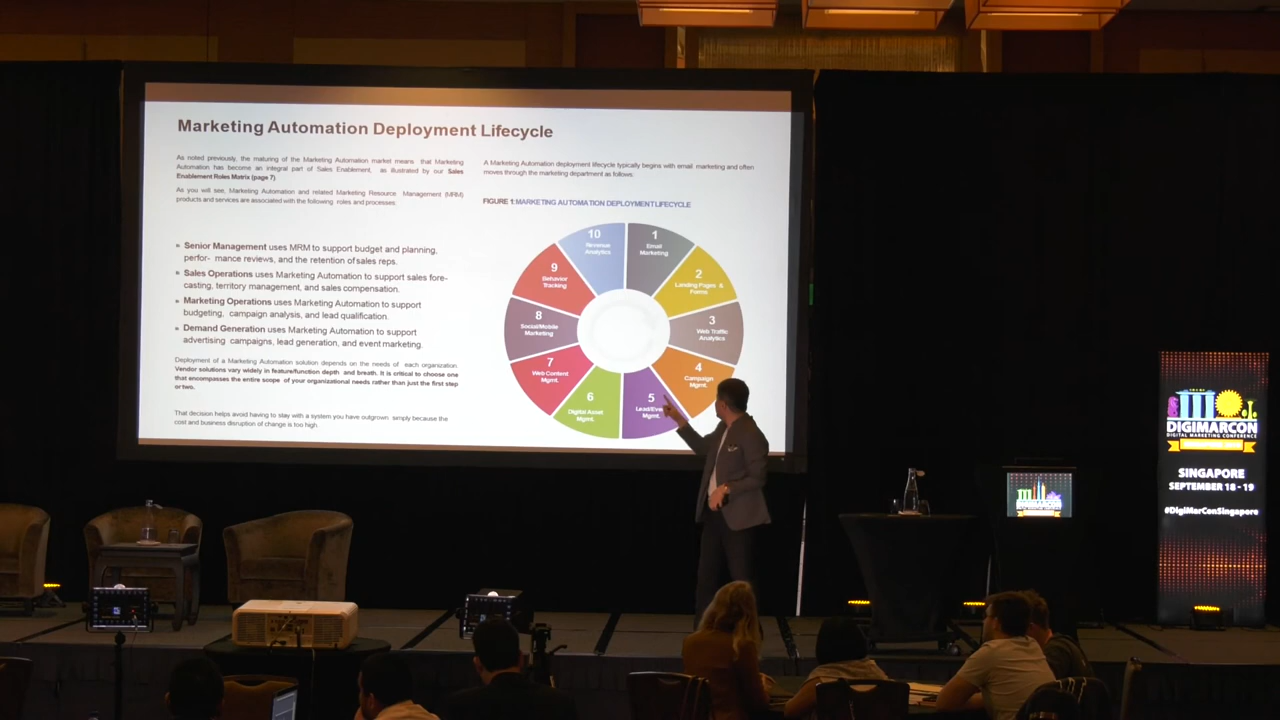 Marketing Automation Deployment Lifecycle
As noted previously, the maturing of the Marketing Automation market means that Marketing
Automation has become an integral part of Sales Enablement, as illustrated by our Sales
Enablement Roles Matrix (page 7).
As you will see, Marketing Automation and related Marketing Resource Management (MRM)
products and services are associated with the following roles and processes:
» Senior Management uses MRM to support budget and planning,
perfor- mance reviews, and the retention of sales reps.
» Sales Operations uses Marketing Automation to support sales fore-
casting, territory management, and sales compensation.
» Marketing Operations uses Marketing Automation to support
budgeting, campaign analysis, and lead qualification.
» Demand Generation uses Marketing Automation to support
advertising campaigns, lead generation, and event marketing.
Deployment of a Marketing Automation solution depends on the needs of each organization.
Vendor solutions vary widely in feature/function depth and breath. It is critical to choose one
that encompasses the entire scope of your organizational needs rather than just the first step
or two.
That decision helps avoid having to stay with a system you have outgrown simply because the
cost and business disruption of change is too high.
A Marketing Automation deployment lifecycle typically begins with email marketing and often
moves through the marketing department as follows:
FIGURE 1: MARKETING AUTOMATION DEPLOYMENT LIFECYCLE
1
Email
Marketing
2
Landing Pages &
Forms
3
Web Traffic
Analytics
4
Campaign
Mgmt.
5
Mgmt.
6
Digital Asset
Mgmt.
7
Web Content
Mgmt.
8
Social/Mobile
Marketing
9
Behavior
Tracking
10
Revenue
Analytics
DIGIMARCON
DIGITAL MARKETING CONFERENCE
SINGAPORE
SEPTEMBER 18 - 19
#DigiMarConSingapore